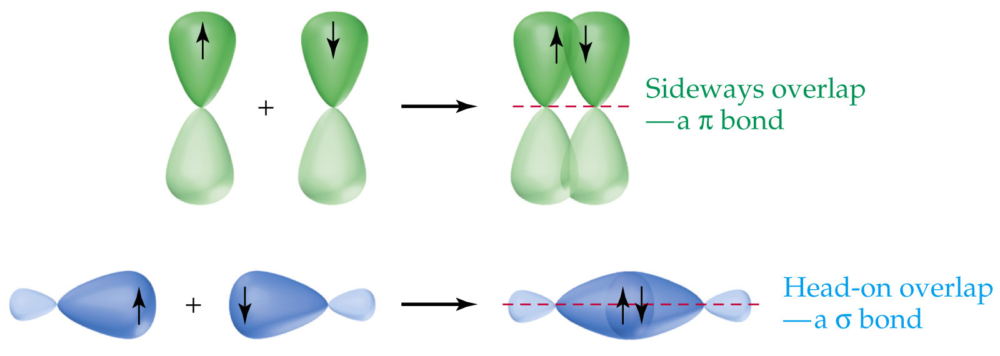 +
Sideways overlap
—a π bond
+
Head-on overlap
—a σ bond